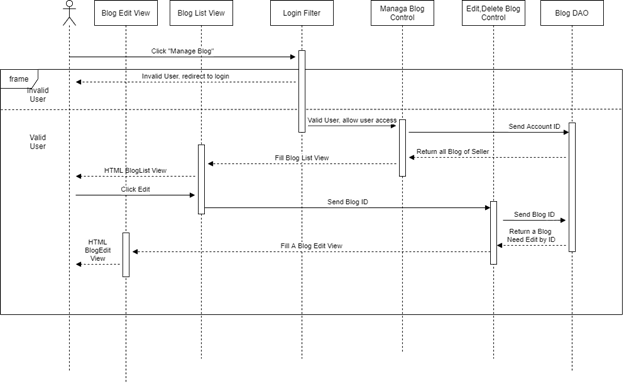 Blog Edit View
Blog List View
Login Filter
Managa Blog
Control
Edit,Delete Blog
Control
Blog DAO
Click "Manage Blog"
frame
Invalid User, redirect to login
Invalid
User
Valid User, allow user access
Send Account ID
Valid
User
Return all Blog of Seller
Fill Blog List View
HTML BlogList View
Click Edit
Send Blog ID
Send Blog ID
Return a Blog
Need Edit by ID
HTML
BlogEdit
View
Fill A Blog Edit View